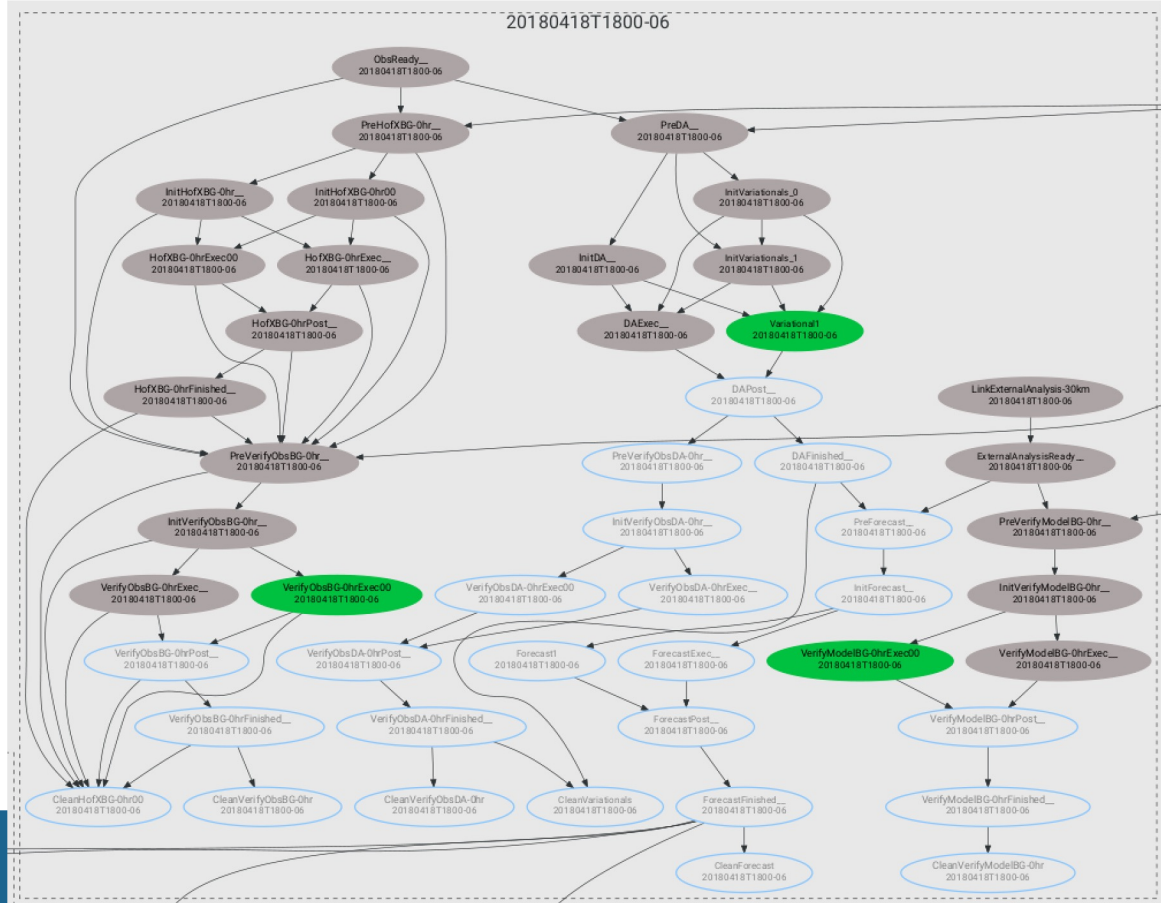 20180418T1800-06
ObsReady__
20180418T1800-06
PreHofXBG-0hr__
20180418T1800-06
PreDA__
20180418T1800-06
InitHofXBG-0hr__
20180418T1800-06
InitHofXBG-0hr00
20180418T1800-06
InitVariationals_0
20180418T1800-06
HofXBG-0hrExec00
20180418T1800-06
HofXBG-0hrExec__
20180418T1800-06
InitDA__
20180418T1800-06
InitVariationals_1
20180418T1800-06
HofXBG-0hrPost__
20180418T1800-06
DAExec__
20180418T1800-06
Variational1
20180418T1800-06
HofXBG-0hrFinished__
20180418T1800-06
DAPost__
20180418T1800-06
LinkExternalAnalysis-30km
20180418T1800-06
PreVerifyObsBG-0hr__
20180418T1800-06
PreVerifyObsDA-0hr__
20180418T1800-06
DAFinished__
20180418T1800-06
ExternalAnalysisReady__
20180418T1800-06
InitVerifyObsBG-0hr__
20180418T1800-06
InitVerifyObsDA-0hr__
20180418T1800-06
PreForecast__
20180418T1800-06
PreVerifyModelBG-0hr__
20180418T1800-06
VerifyObsBG-0hrExec__
20180418T1800-06
VerifyObsBG-0hrExec00
20180418T1800-06
VerifyObsDA-0hrExec00
20180418T1800-06
VerifyObsDA-0hrExec__
20180418T1800-06
InitForecast__
20180418T1800-06
InitVerifyModelBG-0hr__
20180418T1800-06
VerifyObsBG-0hrPost__
20180418T1800-06
VerifyObsDA-0hrPost__
20180418T1800-06
Forecast1
20180418T1800-06
ForecastExec__
20180418T1800-06
VerifyModelBG-0hrExec00
20180418T1800-06
VerifyModelBG-0hrExec__
20180418T1800-06
VerifyObsBG-0hrFinished__
20180418T1800-06
VerifyObsDA-0hrFinished__
20180418T1800-06
ForecastPost__
20180418T1800-06
VerifyModelBG-0hrPost__
20180418T1800-06
CleanHofXBG-0hr00
20180418T1800-06
CleanVerifyObsBG-0hr
20180418T1800-06
CleanVerifyObsDA-0hr
20180418T1800-06
CleanVariationals
20180418T1800-06
ForecastFinished__
20180418T1800-06
VerifyModelBG-0hrFinished__
20180418T1800-06
CleanForecast
20180418T1800-06
CleanVerifyModelBG-0hr
20180418T1800-06